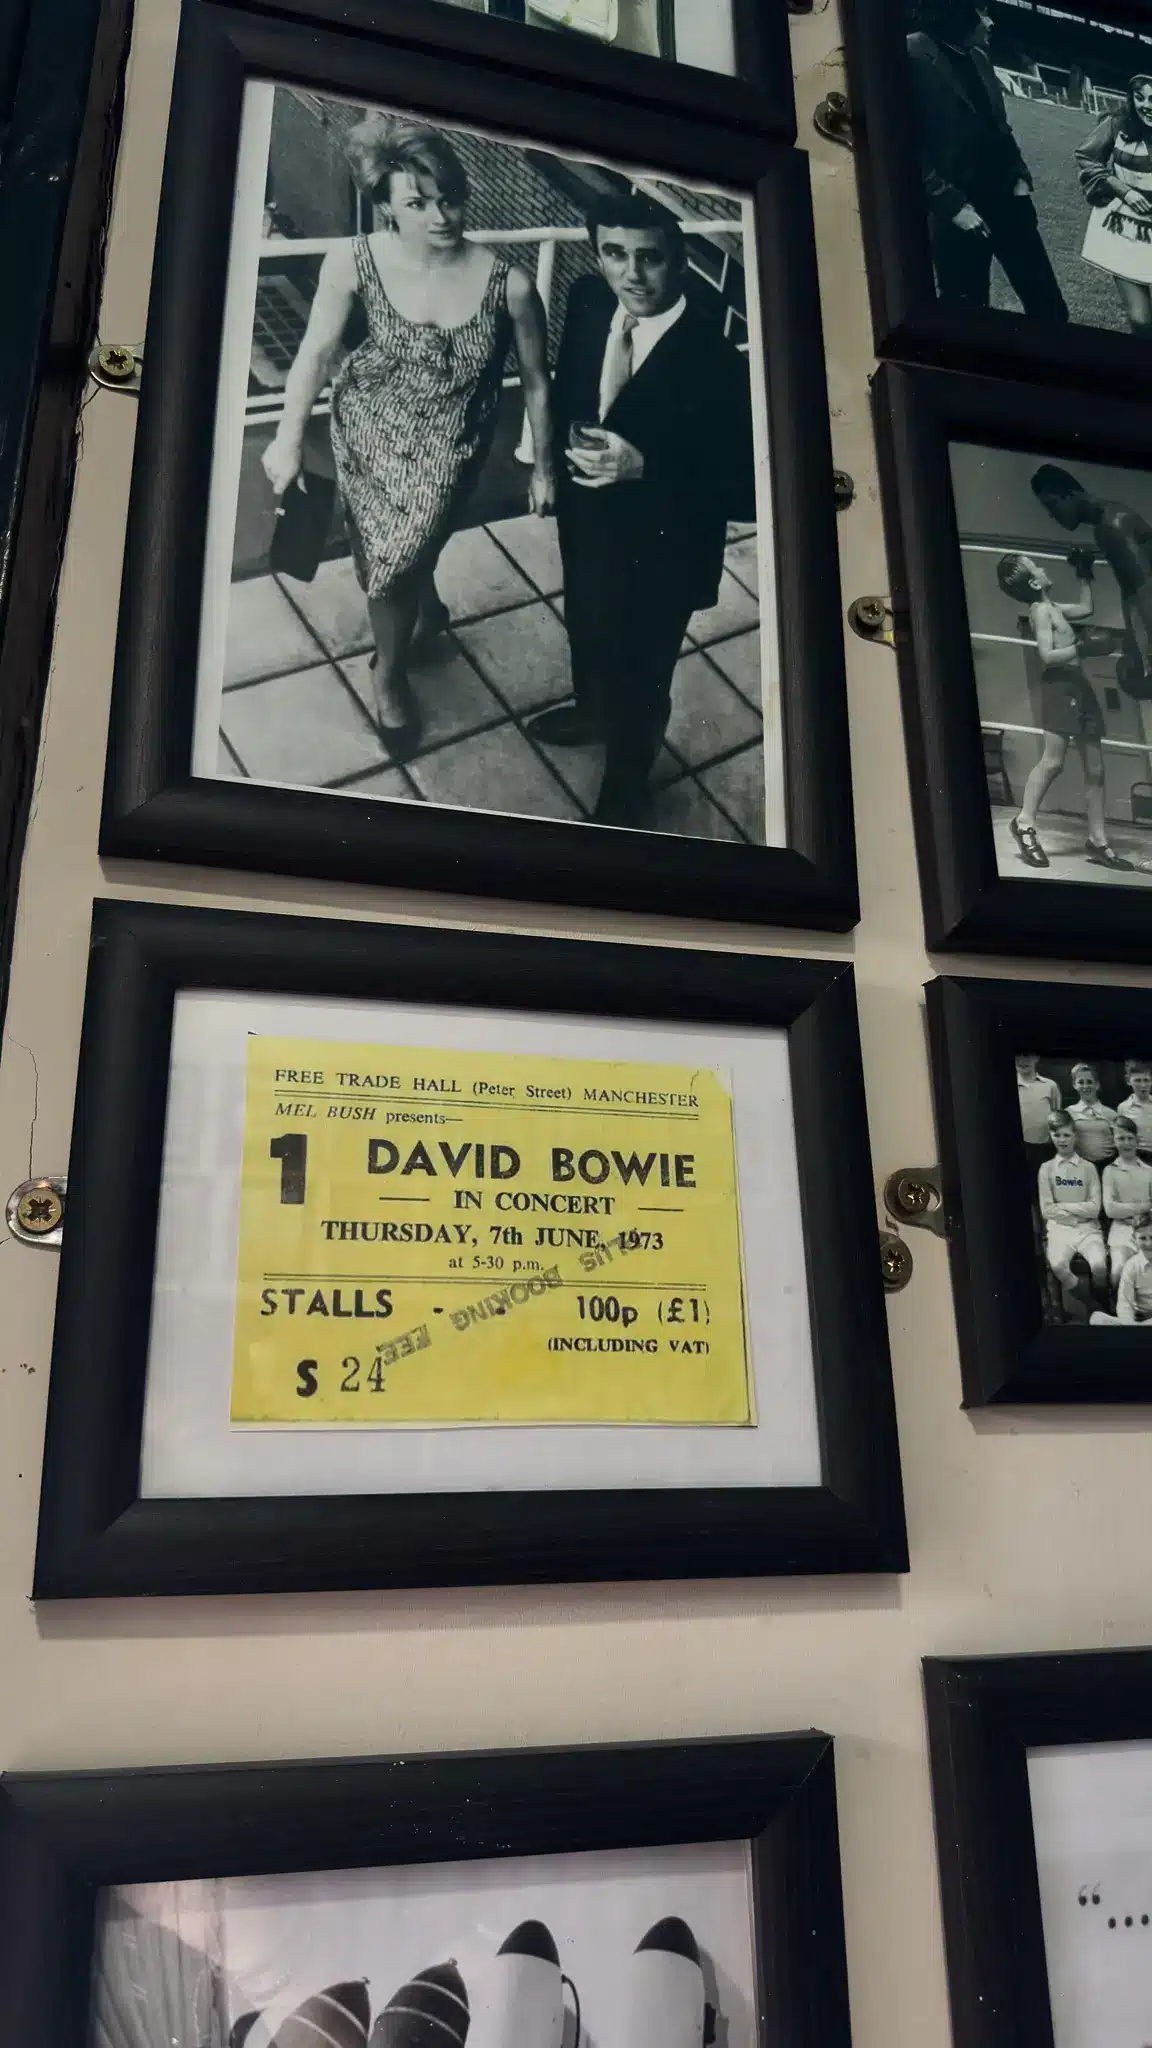 FREE TRADE HALL (Peter Street) MANCHESTER
MEL BUSH presents—
1 DAVID BOWIE
— IN CONCERT —
THURSDAY, 7th JUNE, 1973
at 5-30 p.m.
STALLS - - 100p (£1)
(INCLUDING VAT)
S 24
PLUS BOOKING FEE
Bowie
“....